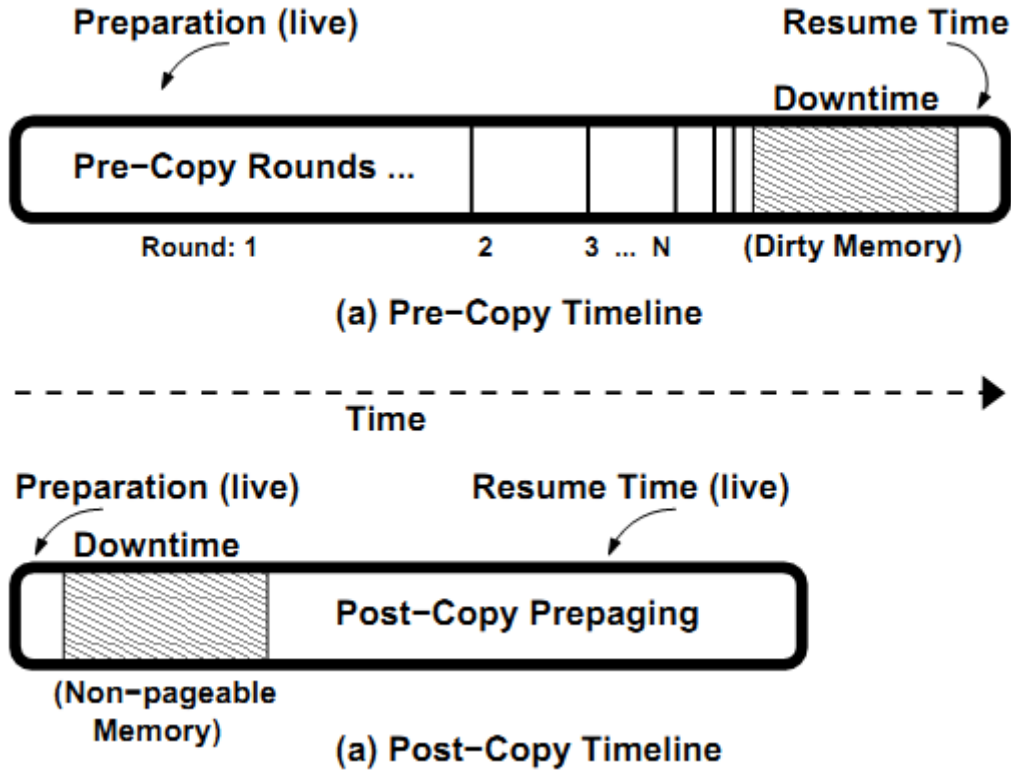 Preparation (live)
Resume Time
Downtime
Pre−Copy Rounds ...
Round: 1
2
3 ... N
(Dirty Memory)
(a) Pre−Copy Timeline
Time
Preparation (live)
Resume Time (live)
Downtime
Post−Copy Prepaging
(Non−pageable
Memory)
(a) Post−Copy Timeline